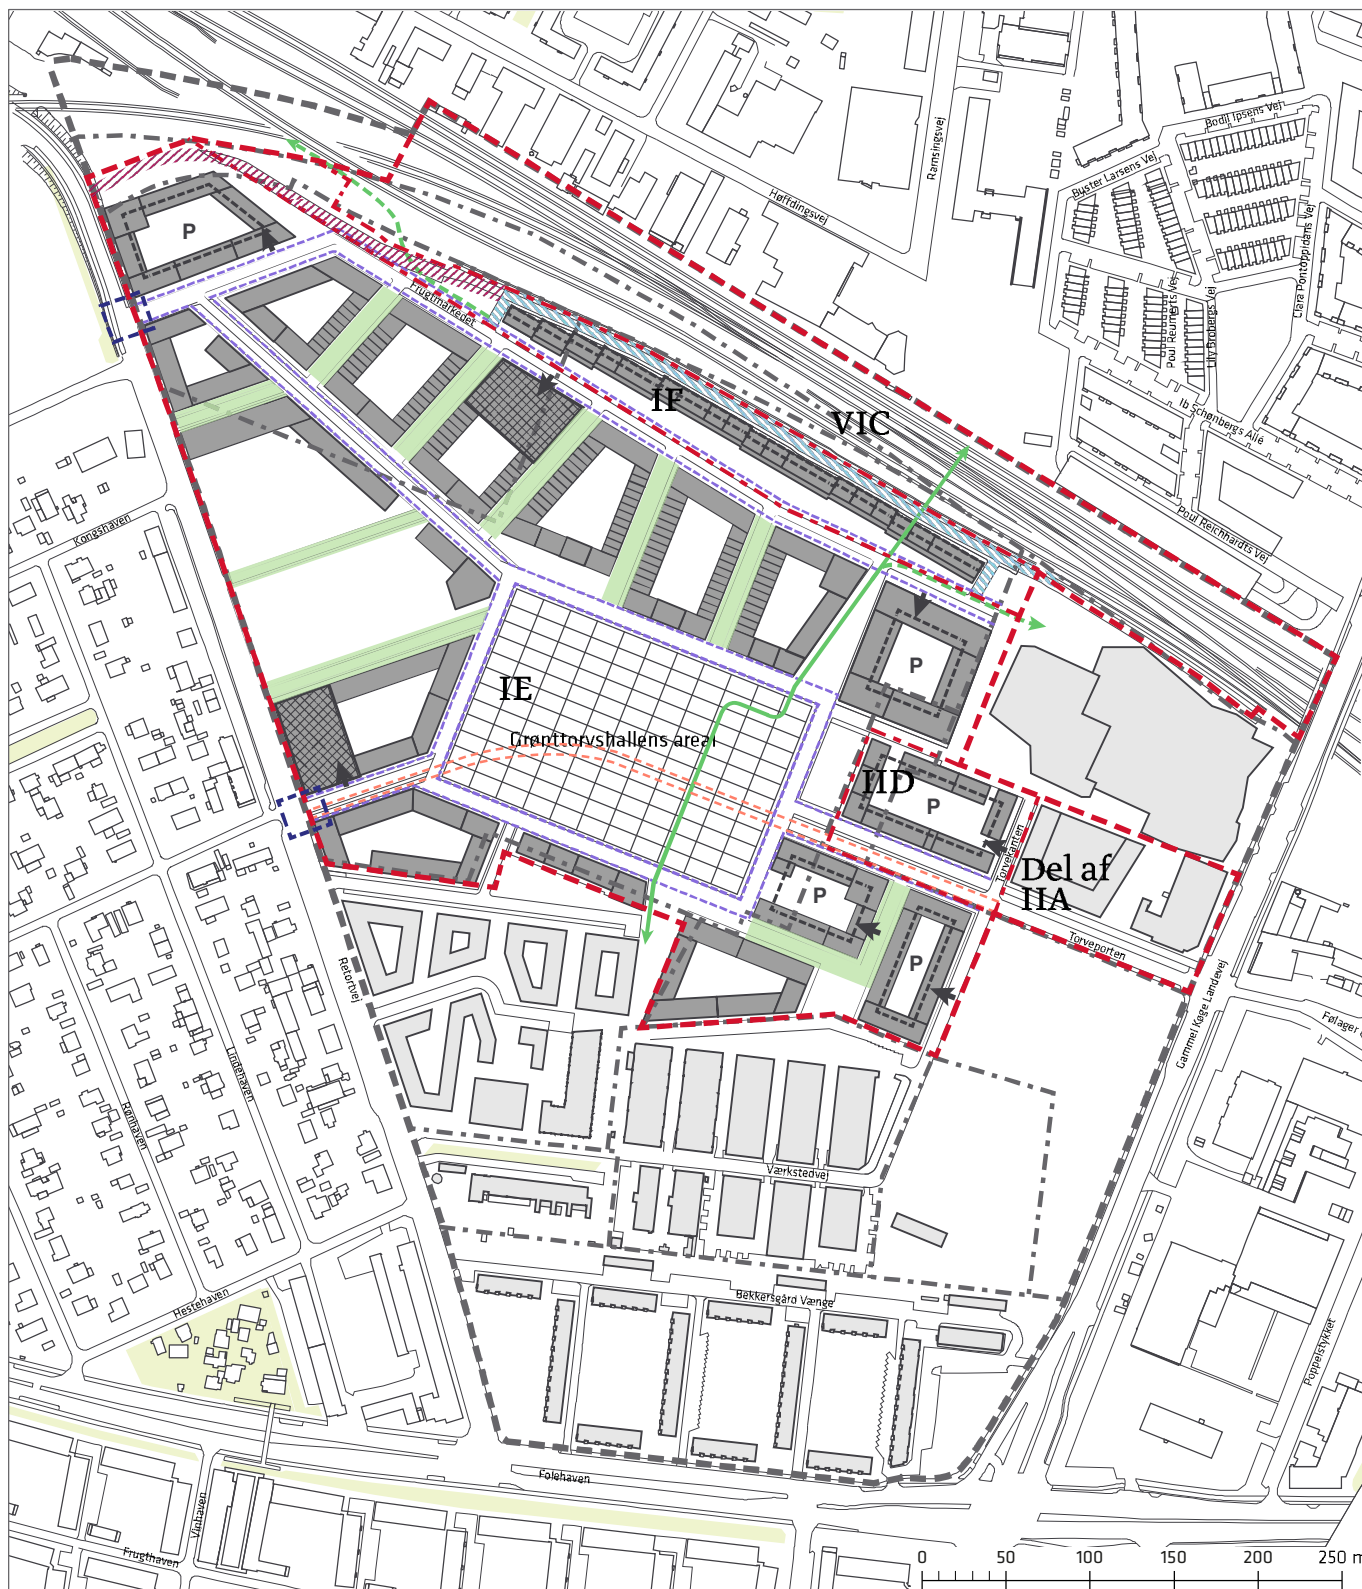 Bodil Ipsens Vej
Ransingsvej
Buster Larsens Vej
Høffdingsvej
Clara Pontoppidans Vej
P
Poul Reumerts Vej
Lily Brobergs Vej
Frugtmarkedet
IF
VIC
Ib Schønbergs Allé
Poul Reichhardts Vej
Kongshaven
P
IE
Grønttorvshallens areal
IID
P
Torvekanten
Del af
IIA
P
Torveporten
P
Retortvej
Gammel Køge Landevej
Følager
Lindehaven
Rønhaven
Værkstedvej
Hestehaven
Bekkersgård Vænge
Poppelstykket
Folehaven
Vinhaven
Frugthaven
0 50 100 150 200 250 m